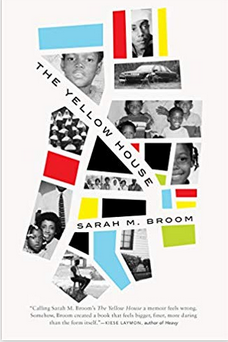 THE YELLOW HOUSE
SARAH M. BROOM
"Calling Sarah M. Broom's The Yellow House a memoir feels wrong.
Somehow, Broom created a book that feels bigger, finer, more daring
than the form itself."—KIESE LAYMON, author of Heavy